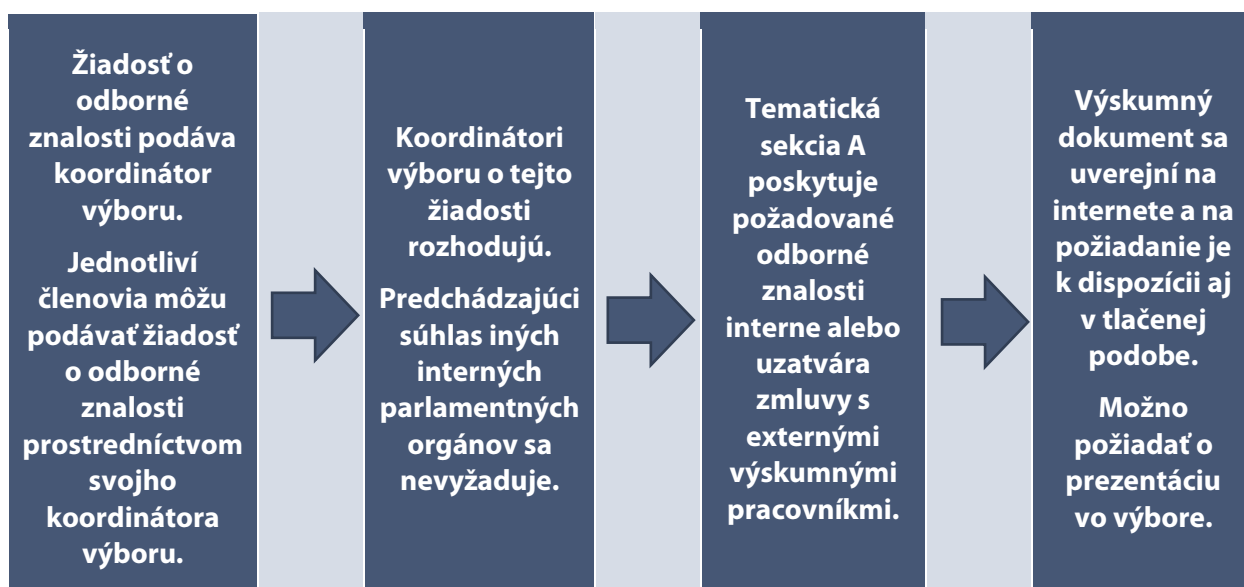 Žiadosť o
odborné
znalosti podáva
koordinátor
výboru.
Jednotliví
členovia môžu
podávať žiadosť
o odborné
znalosti
prostredníctvom
svojho
koordinátora
výboru.
Koordinátori
výboru o tejto
žiadosti
rozhodujú.
Predchádzajúci
súhlas iných
interných
parlamentných
orgánov sa
nevyžaduje.
Tematická
sekcia A
poskytuje
požadované
odborné
znalosti
interne alebo
uzatvára
zmluvy s
externými
výskumnými
pracovníkmi.
Výskumný
dokument sa
uverejní na
internete a na
požiadanie je
k dispozícii aj
v tlačenej
podobe.
Možno
požiadať o
prezentáciu
vo výbore.